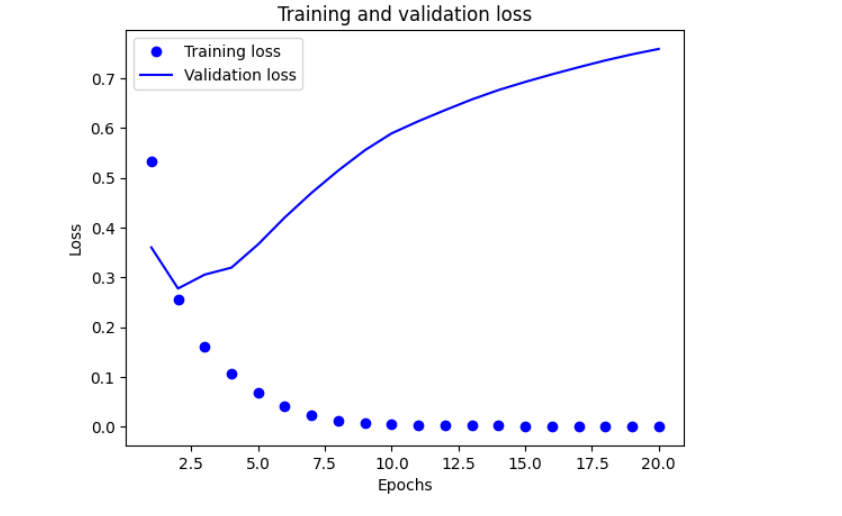 Training and validation loss
Training loss
Validation loss
0.7
0.6
0.5
0.4
0.3
0.2
0.1
0.0
Loss
2.5 5.0 7.5 10.0 12.5 15.0 17.5 20.0
Epochs